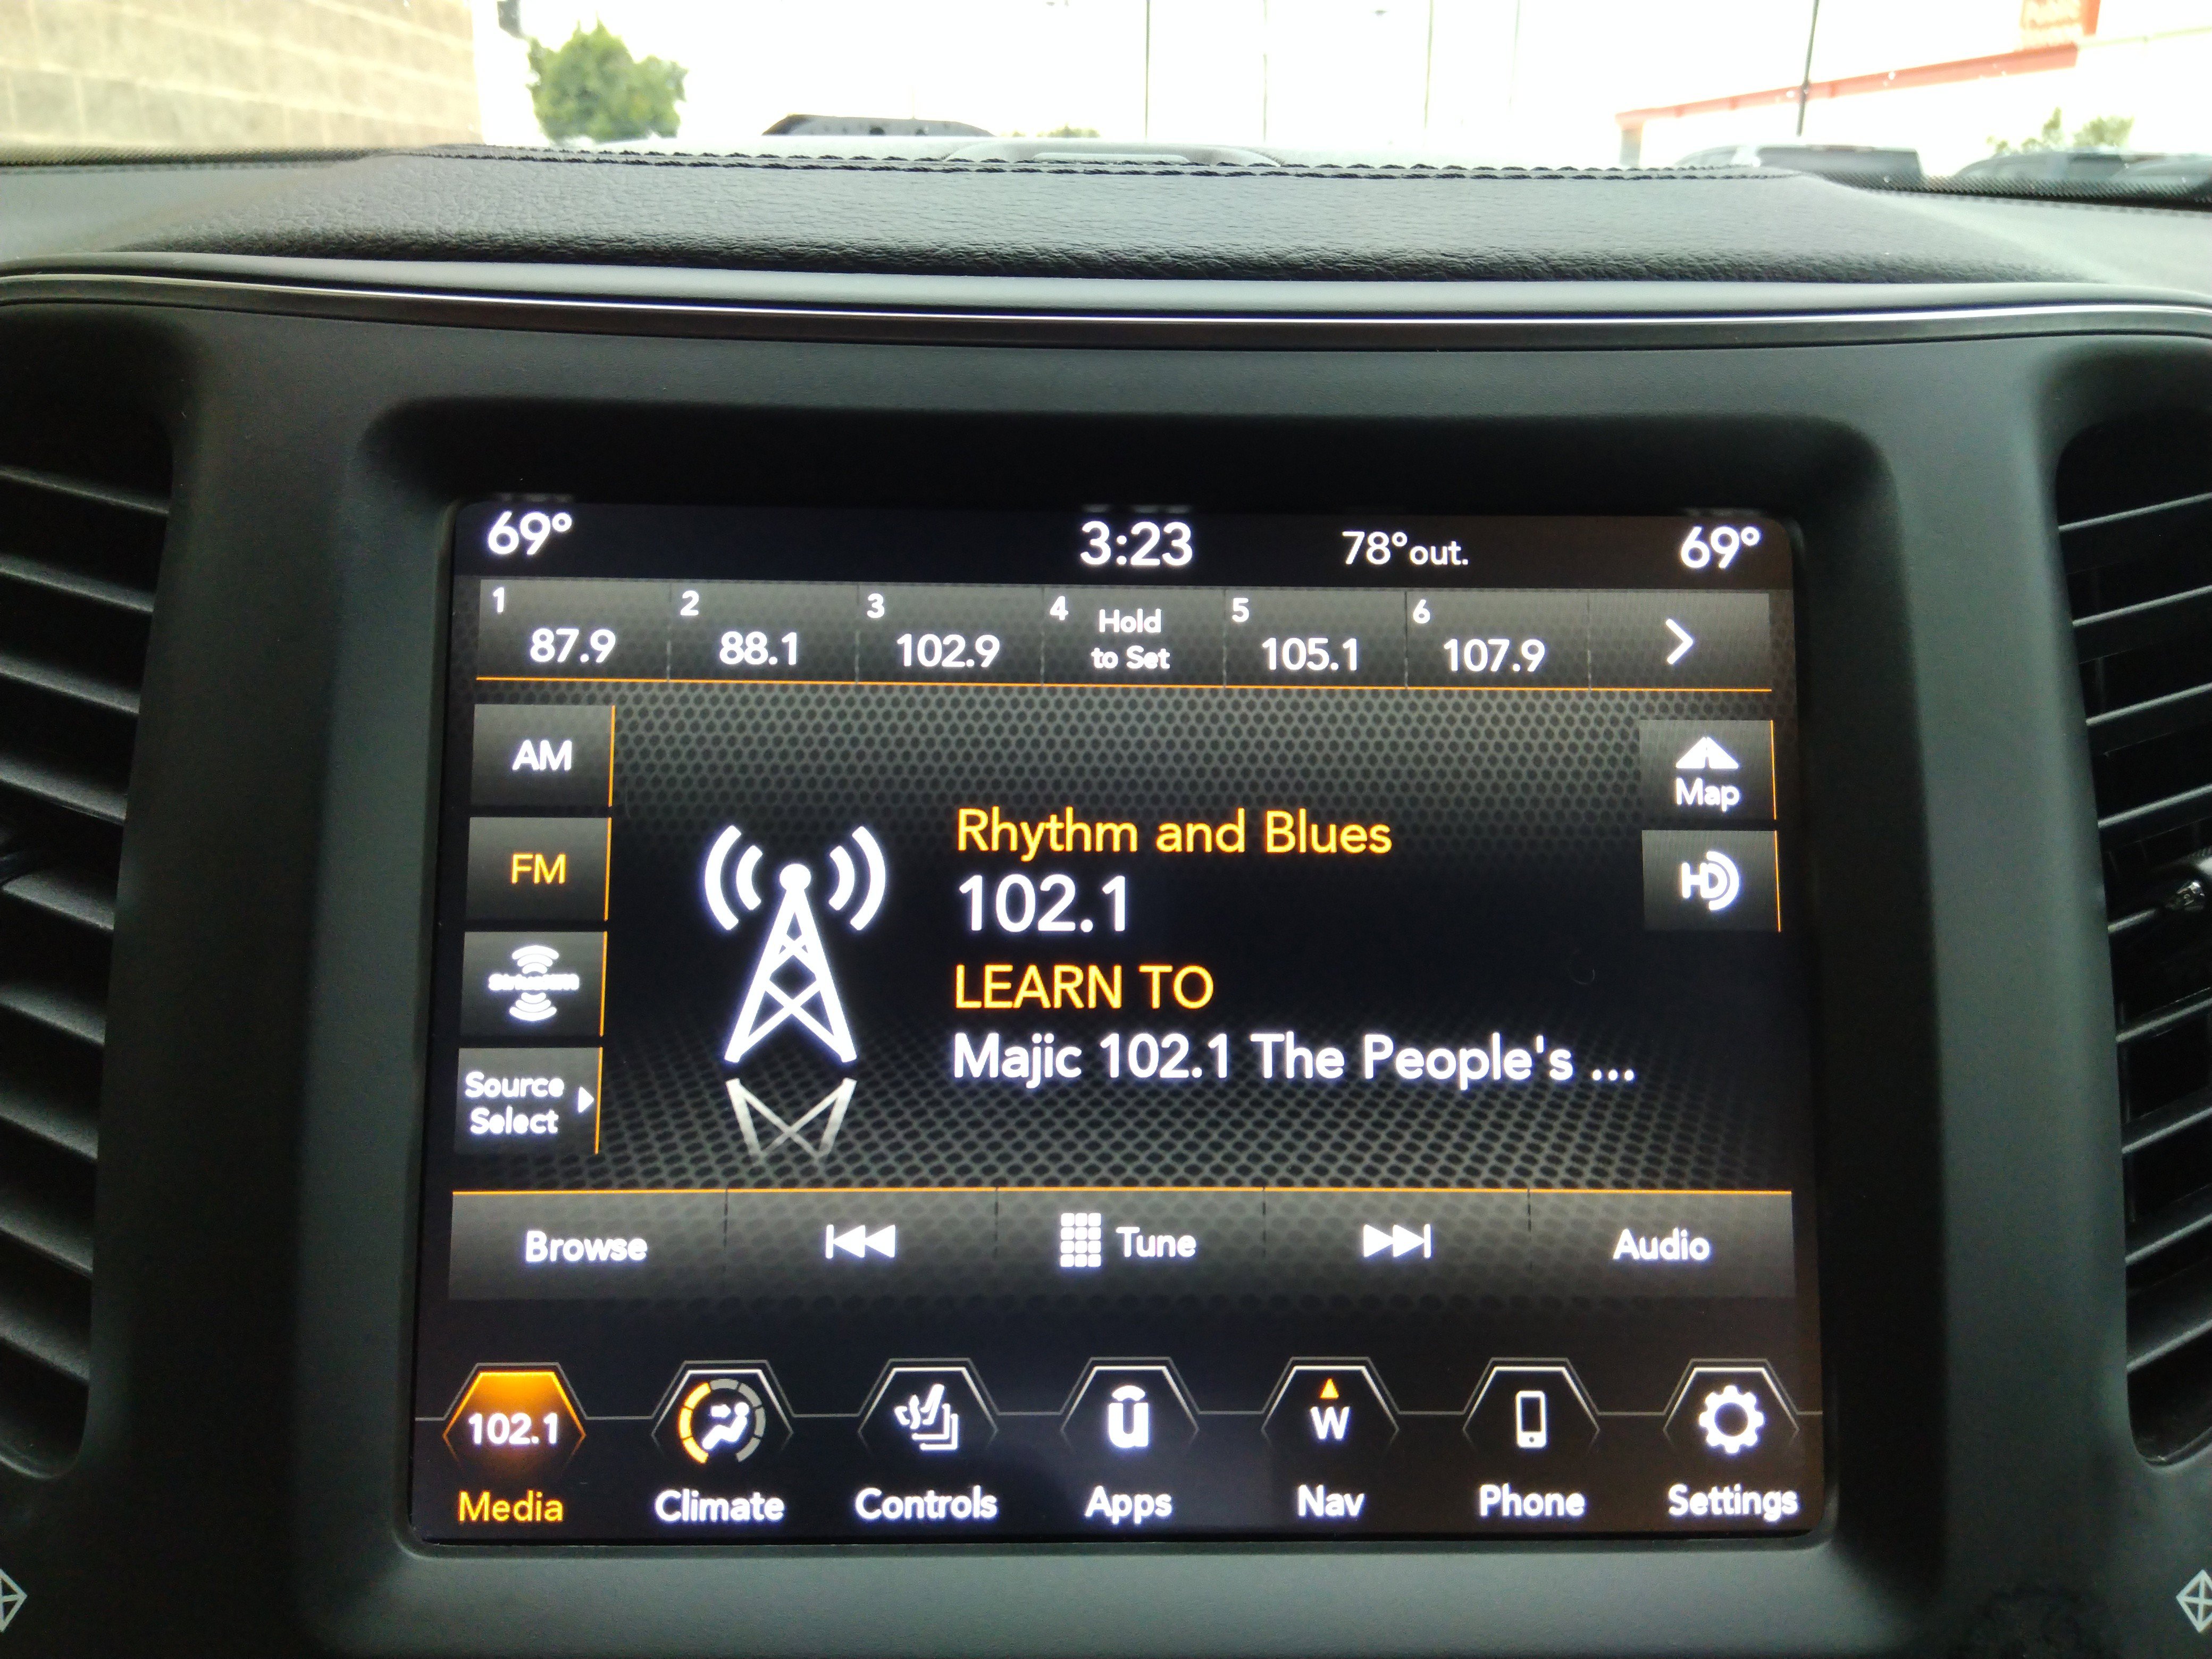 69° 3:23 78°out. 69°
1 2 3 4 Hold 5 6
87.9 88.1 102.9 to Set 105.1 107.9
AM
Map
FM
HD
Rhythm and Blues
102.1
LEARN TO
Majic 102.1 The People's ...
SiriusXM
Source
Select
Browse Tune Audio
102.1 u W
Media Climate Controls Apps Nav Phone Settings